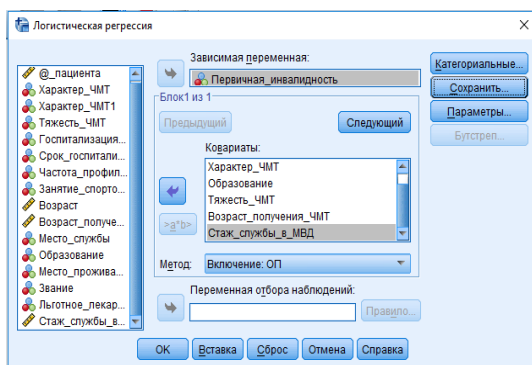 Логистическая регрессия
@_пациента
Характер_ЧМТ
Характер_ЧМТ1
Тяжесть_ЧМТ
Госпитализация...
Срок_госпитали...
Частота_профил...
Занятие_спорто...
Возраст
Возраст_получе...
Место_службы
Образование
Место_прожива...
Звание
Льготное_лекар...
Стаж_службы_в...
Зависимая переменная:
Первичная_инвалидность
Блок1 из 1
Предыдущий
Следующий
Ковариаты:
Характер_ЧМТ
Образование
Тяжесть_ЧМТ
Возраст_получения_ЧМТ
Стаж_службы_в_МВД
>a*b>
Метод:
Включение: ОП
Переменная отбора наблюдений:
Правило...
Категориальные...
Сохранить...
Параметры...
Бутстреп...
OK
Вставка
Сброс
Отмена
Справка